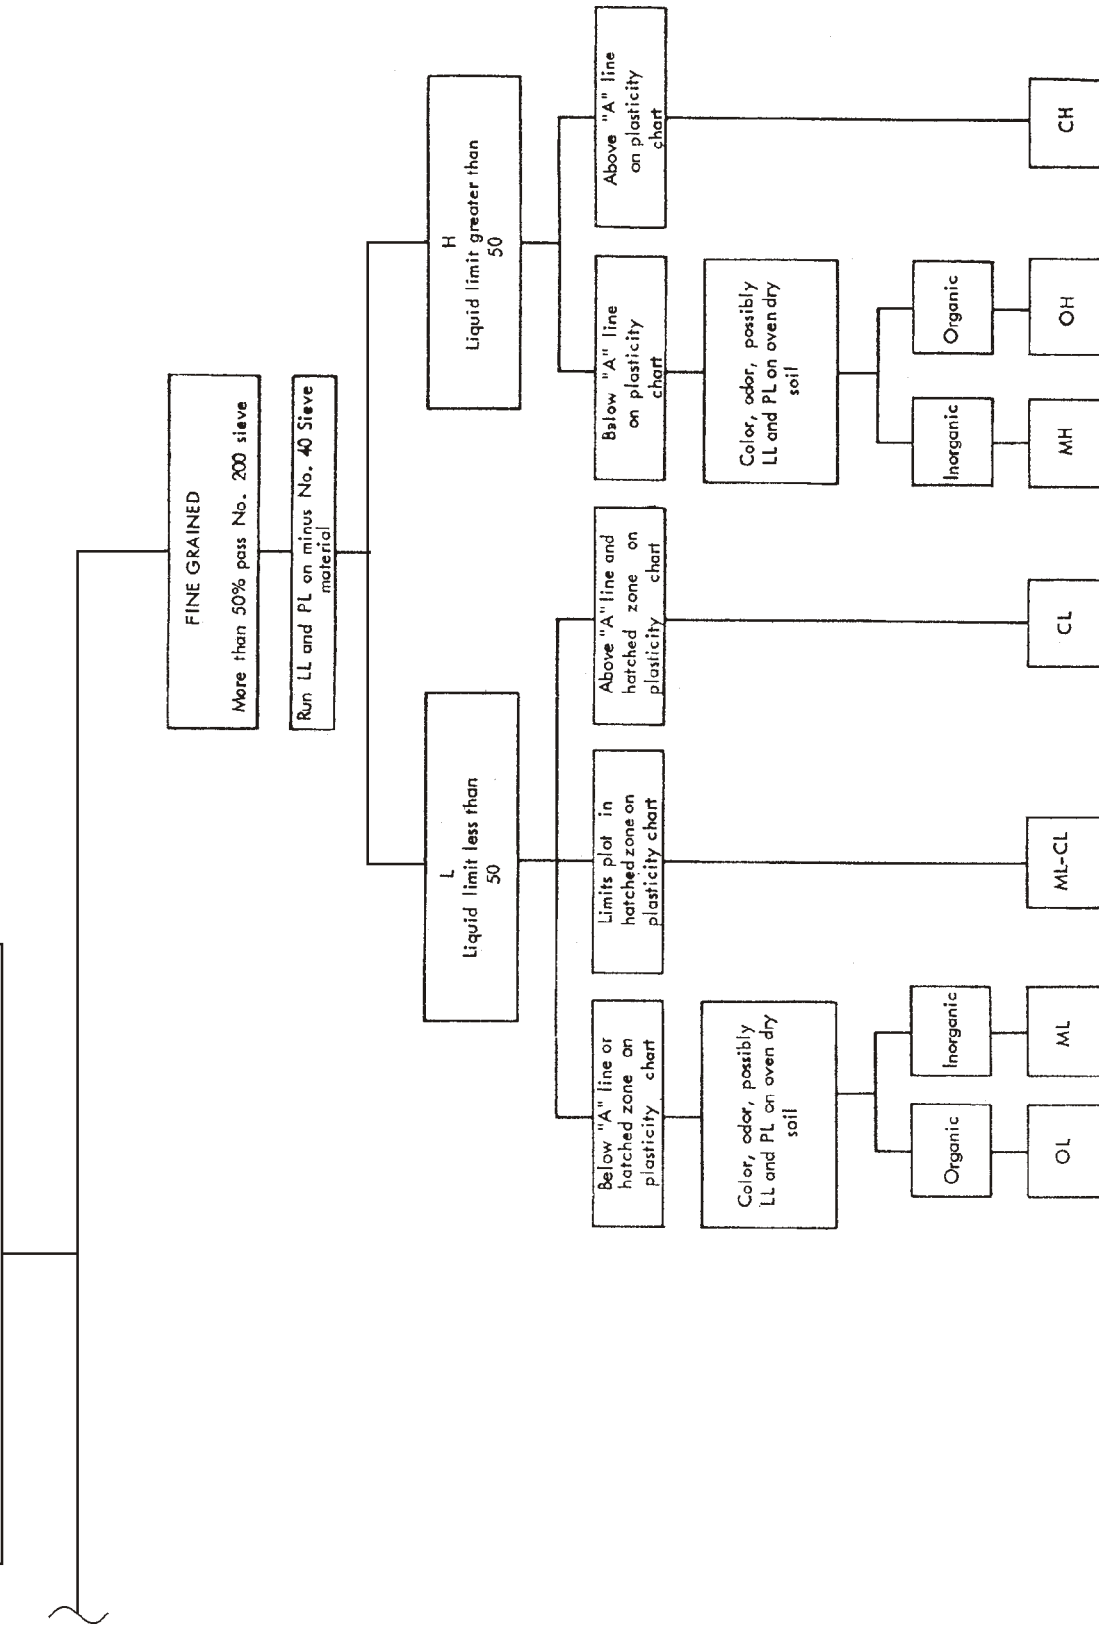 FINE GRAINED
More than 50% pass No. 200 sieve
Run LL and PL on minus No. 40 Sieve
material
L
Liquid limit less than
50
H
Liquid limit greater than
50
Below "A" line or
hatched zone on
plasticity chart
Limits plot in
hatched zone on
plasticity chart
Above "A" line and
hatched zone on
plasticity chart
Below "A" line
on plasticity
chart
Above "A" line
on plasticity
chart
Color, odor, possibly
LL and PL on oven dry
soil
Color, odor, possibly
LL and PL on oven dry
soil
Organic
Inorganic
Inorganic
Organic
OL
ML
ML-CL
CL
MH
OH
CH